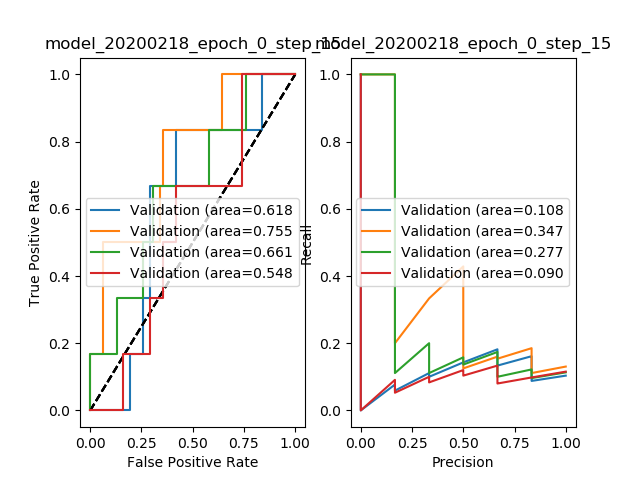 model_20200218_epoch_0_step_15
model_20200218_epoch_0_step_15
True Positive Rate
1.0
0.8
0.6
0.4
0.2
0.0
Validation (area=0.618
Validation (area=0.755
Validation (area=0.661
Validation (area=0.548
0.00 0.25 0.50 0.75 1.00
False Positive Rate
Recall
1.0
0.8
0.6
0.4
0.2
0.0
Validation (area=0.108
Validation (area=0.347
Validation (area=0.277
Validation (area=0.090
0.00 0.25 0.50 0.75 1.00
Precision